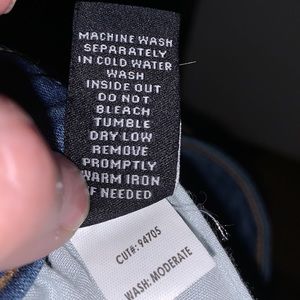 MACHINE WASH
SEPARATELY
IN COLD WATER
WASH
INSIDE OUT
DO NOT
BLEACH
TUMBLE
DRY LOW
REMOVE
PROMPTLY
WARM IRON
IF NEEDED
CUT#: 94705
WASH: MODERATE